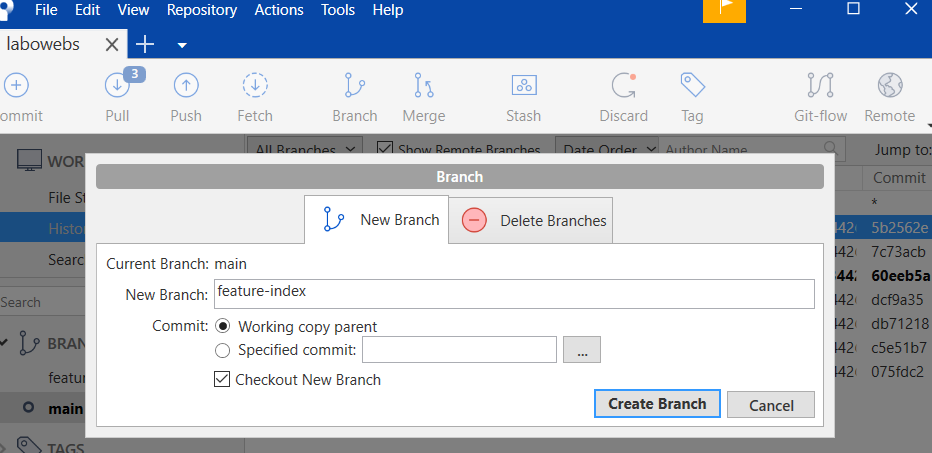 File Edit View Repository Actions Tools Help
labowebs
3
ommit Pull Push Fetch Branch Merge Stash Discard Tag Git-flow Remote
WOR All Branches Show Remote Branches Date Order Author Name Jump to:
Branch
Commit
File St
New Branch Delete Branches
*
Histo
5b2562e
Searc
Current Branch: main
7c73acb
60eeb5a
Search
New Branch: feature-index
dcf9a35
Commit: Working copy parent
db71218
BRAN
Specified commit: ...
c5e51b7
featu
Checkout New Branch
075fdc2
main
Create Branch Cancel
TAGS